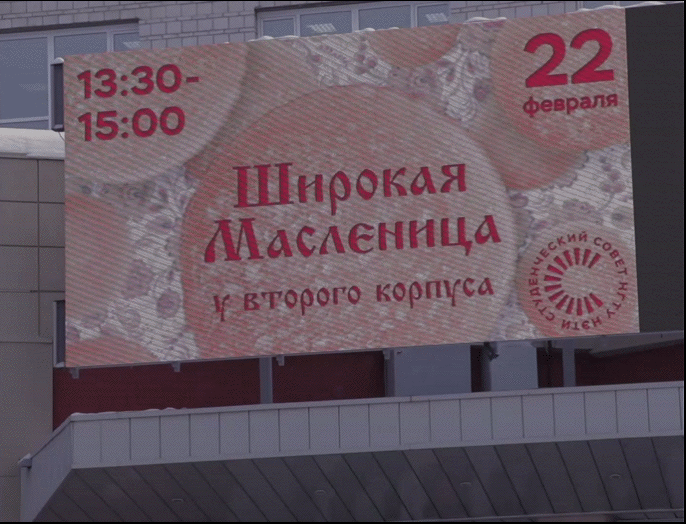 13:30-
15:00
22
февраля
Широкая
Масленица
у второго корпуса
СТУДЕНЧЕСКИЙ СОВЕТ НГТУ НЭТИ